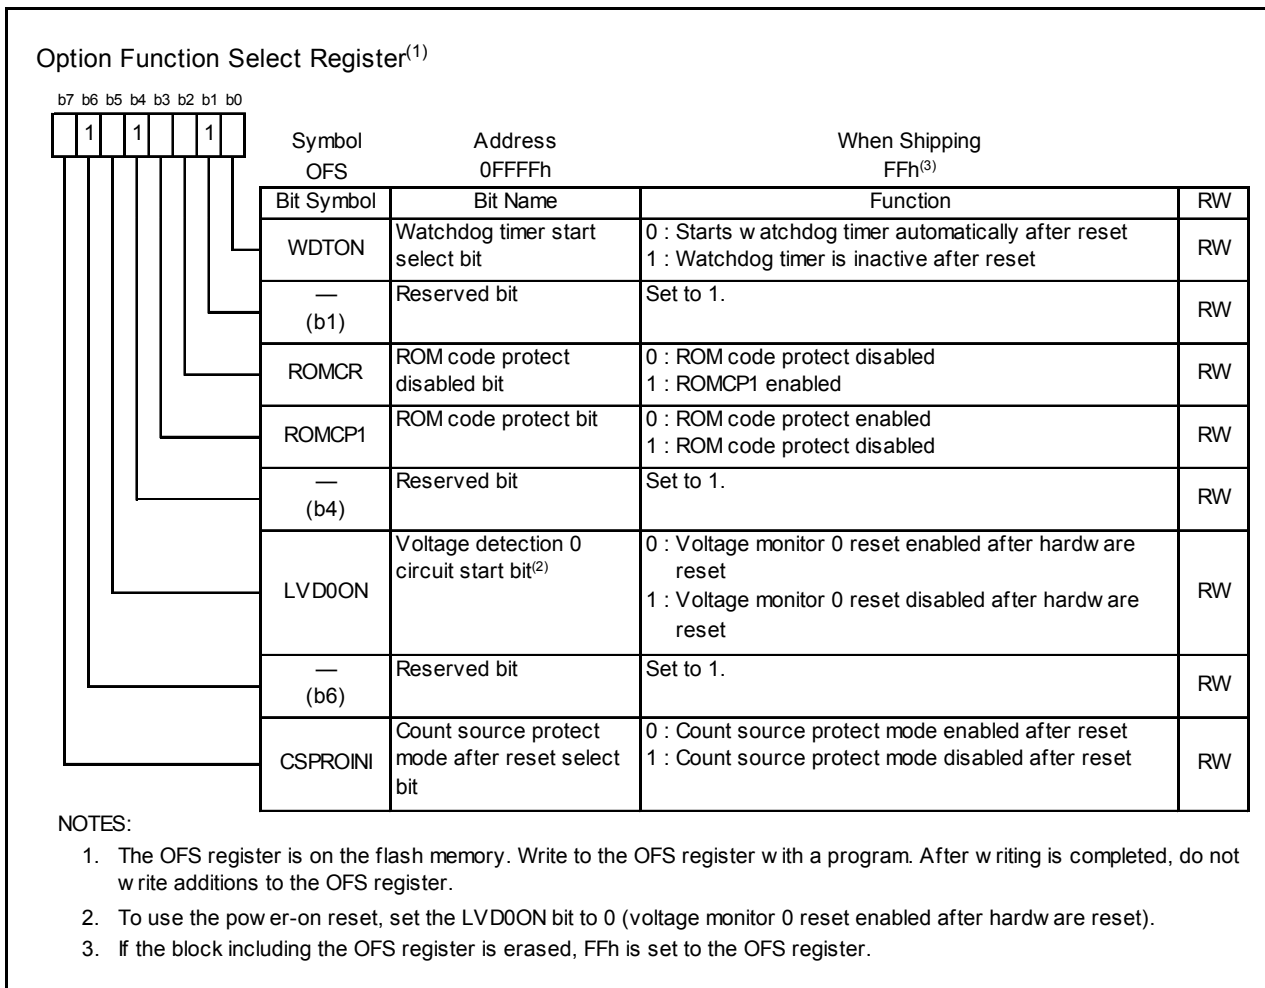 Option Function Select Register(1)
b7 b6 b5 b4 b3 b2 b1 b0
1 1 1
Symbol Address When Shipping
OFS 0FFFFh FFh(3)
Bit Symbol Bit Name Function RW
WDTON Watchdog timer start select bit 0 : Starts watchdog timer automatically after reset RW
1 : Watchdog timer is inactive after reset
— (b1) Reserved bit Set to 1. RW
ROMCR ROM code protect disabled bit 0 : ROM code protect disabled RW
1 : ROMCP1 enabled
ROMCP1 ROM code protect bit 0 : ROM code protect enabled RW
1 : ROM code protect disabled
— (b4) Reserved bit Set to 1. RW
LVD0ON Voltage detection 0 circuit start bit(2) 0 : Voltage monitor 0 reset enabled after hardware reset RW
1 : Voltage monitor 0 reset disabled after hardware reset
— (b6) Reserved bit Set to 1. RW
CSPROINI Count source protect mode after reset select bit 0 : Count source protect mode enabled after reset RW
1 : Count source protect mode disabled after reset
NOTES:
1. The OFS register is on the flash memory. Write to the OFS register with a program. After writing is completed, do not
write additions to the OFS register.
2. To use the power-on reset, set the LVD0ON bit to 0 (voltage monitor 0 reset enabled after hardware reset).
3. If the block including the OFS register is erased, FFh is set to the OFS register.